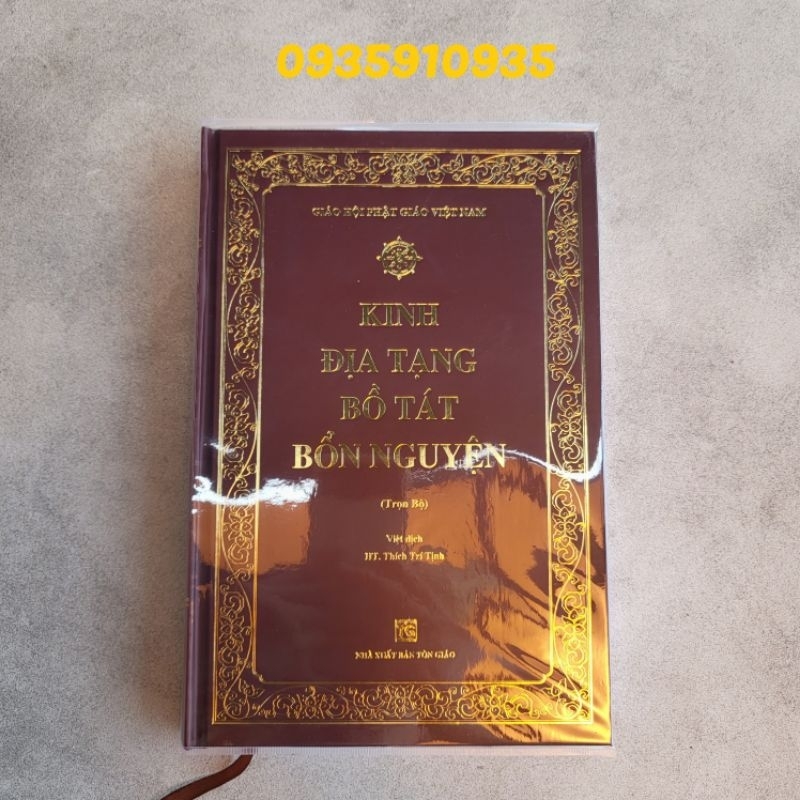 0935910935
GIÁO HỘI PHẬT GIÁO VIỆT NAM
KINH
ĐỊA TẠNG
BỒ TÁT
BỔN NGUYỆN
(Trọn Bộ)
Việt dịch
HT. Thích Trí Tịnh
NHÀ XUẤT BẢN TÔN GIÁO